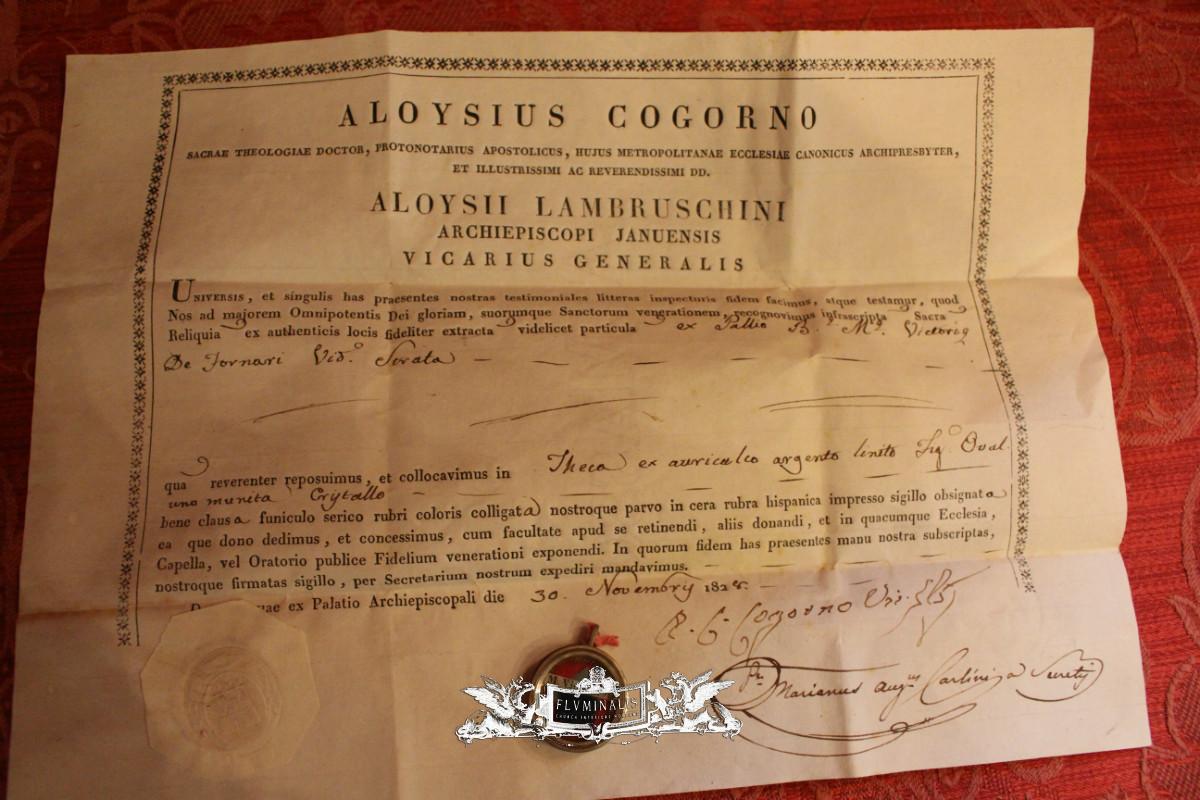 ALOYSIUS COGORNO
SACRAE THEOLOGIAE DOCTOR, PROTONOTARIUS APOSTOLICUS, HUJUS METROPOLITANAE ECCLESIAE CANONICUS ARCHIPRESBYTER,
ET ILLUSTRISSIMI AC REVERENDISSIMI DD.
ALOYSII LAMBRUSCHINI
ARCHIEPISCOPI JANUENSIS
VICARIUS GENERALIS
UNIVERSIS, et singulis has praesentes nostras testimoniales litteras inspecturis fidem facimus, atque testamur, quod
Nos ad majorem Omnipotentis Dei gloriam, suorumque Sanctorum venerationem, recognovimus infrascripta Sacra
Reliquia ex authenticis locis fideliter extracta videlicet particula ex Pallio B. M. Victoria
De Fornari Vid. Strata
qua reverenter reposuimus, et collocavimus in Theca ex auricalco argento linito Fig. Oval.
uno munita Crytallo
bene clausa funiculo serico rubri coloris colligata nostroque parvo in cera rubra hispanica impresso sigillo obsignata
ea que dono dedimus, et concessimus, cum facultate apud se retinendi, aliis donandi, et in quacumque Ecclesia,
Capella, vel Oratorio publice Fidelium venerationi exponendi. In quorum fidem has praesentes manu nostra subscriptas,
nostroque firmatas sigillo, per Secretarium nostrum expediri mandavimus.
uae ex Palatio Archiepiscopali die 30. Novembris
Cogorno Vic.
Marianus
FLVMINALIS